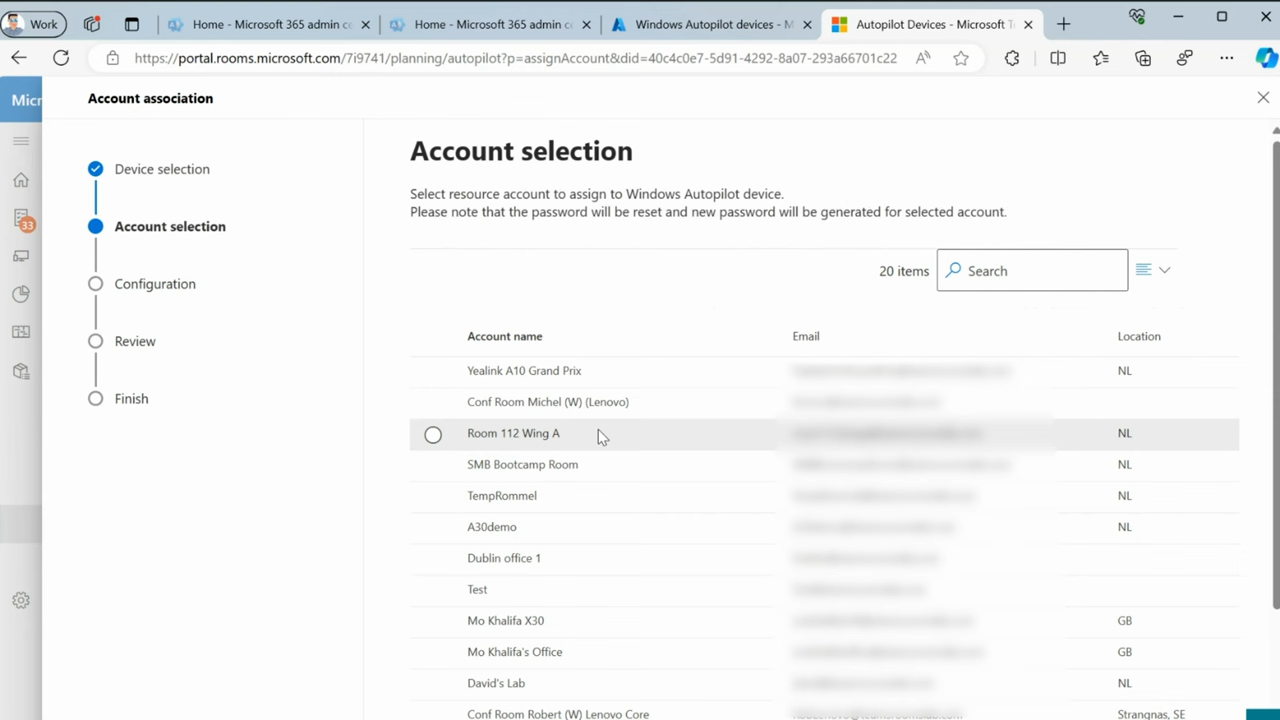 Work
Home - Microsoft 365 admin ce
Home - Microsoft 365 admin ce
Windows Autopilot devices - M
Autopilot Devices - Microsoft T
https://portal.rooms.microsoft.com/7i9741/planning/autopilot?p=assignAccount&did=40c4c0e7-5d91-4292-8a07-293a66701c22
Micr
Account association
33
Device selection
Account selection
Configuration
Review
Finish
Account selection
Select resource account to assign to Windows Autopilot device.
Please note that the password will be reset and new password will be generated for selected account.
20 items
Search
Account name Email Location
Yealink A10 Grand Prix NL
Conf Room Michel (W) (Lenovo)
Room 112 Wing A NL
SMB Bootcamp Room NL
TempRommel NL
A30demo NL
Dublin office 1
Test
Mo Khalifa X30 GB
Mo Khalifa's Office GB
David's Lab NL
Conf Room Robert (W) Lenovo Core Strangnas, SE